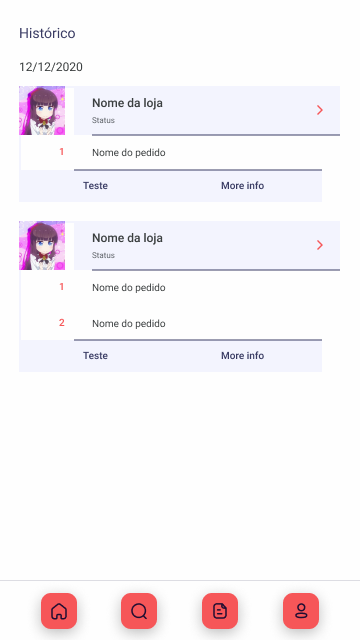 Histórico
12/12/2020
Nome da loja
Status
1 Nome do pedido
Teste More info
Nome da loja
Status
1 Nome do pedido
2 Nome do pedido
Teste More info